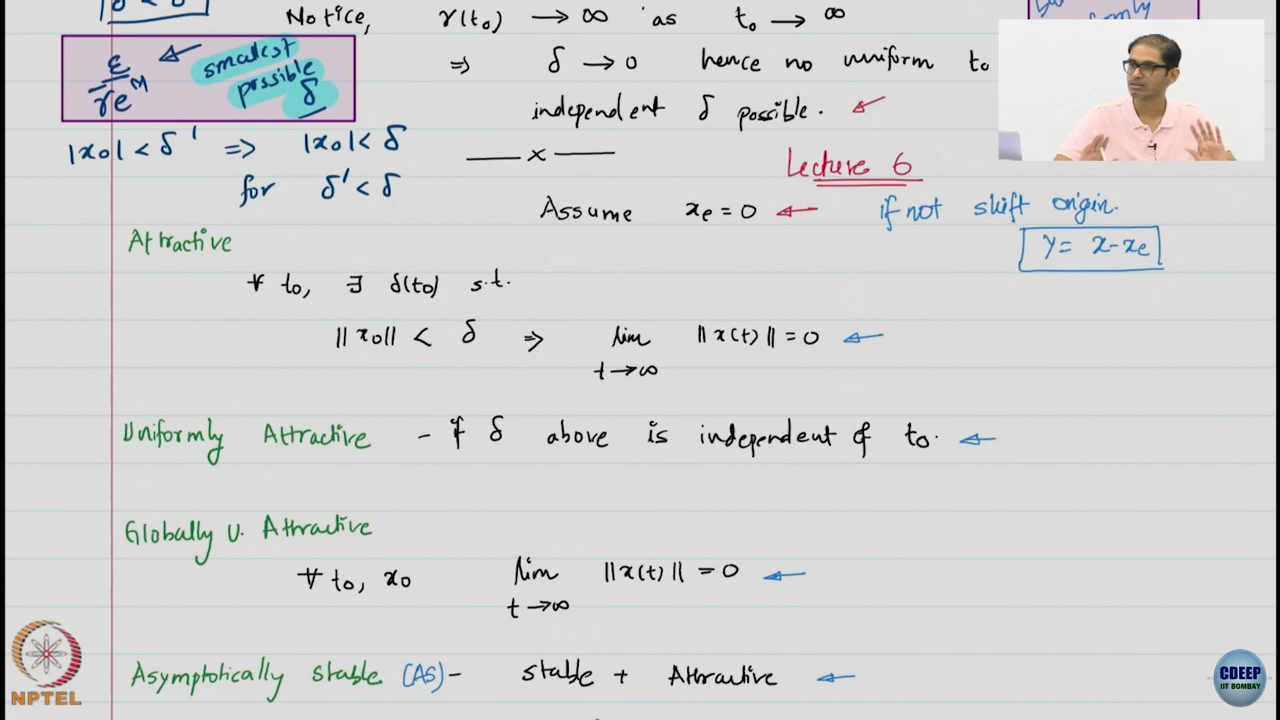 Notice, γ(t₀) → ∞ as t₀ → ∞
⇒ δ → 0 hence no uniform t₀
independent δ possible.
ε / γ̄e^M
smallest possible δ
|x₀| < δ' ⇒ |x₀| < δ
for δ' < δ
— x —
Lecture 6
Assume xₑ = 0 if not shift origin.
y = x - xₑ
Attractive
∀ t₀, ∃ δ(t₀) s.t.
||x₀|| < δ ⇒ lim ||x(t)|| = 0
t→∞
Uniformly Attractive - if δ above is independent of t₀.
Globally U. Attractive
∀ t₀, x₀ lim ||x(t)|| = 0
t→∞
Asymptotically stable (AS) - stable + Attractive
NPTEL
CDEEP
IIT BOMBAY